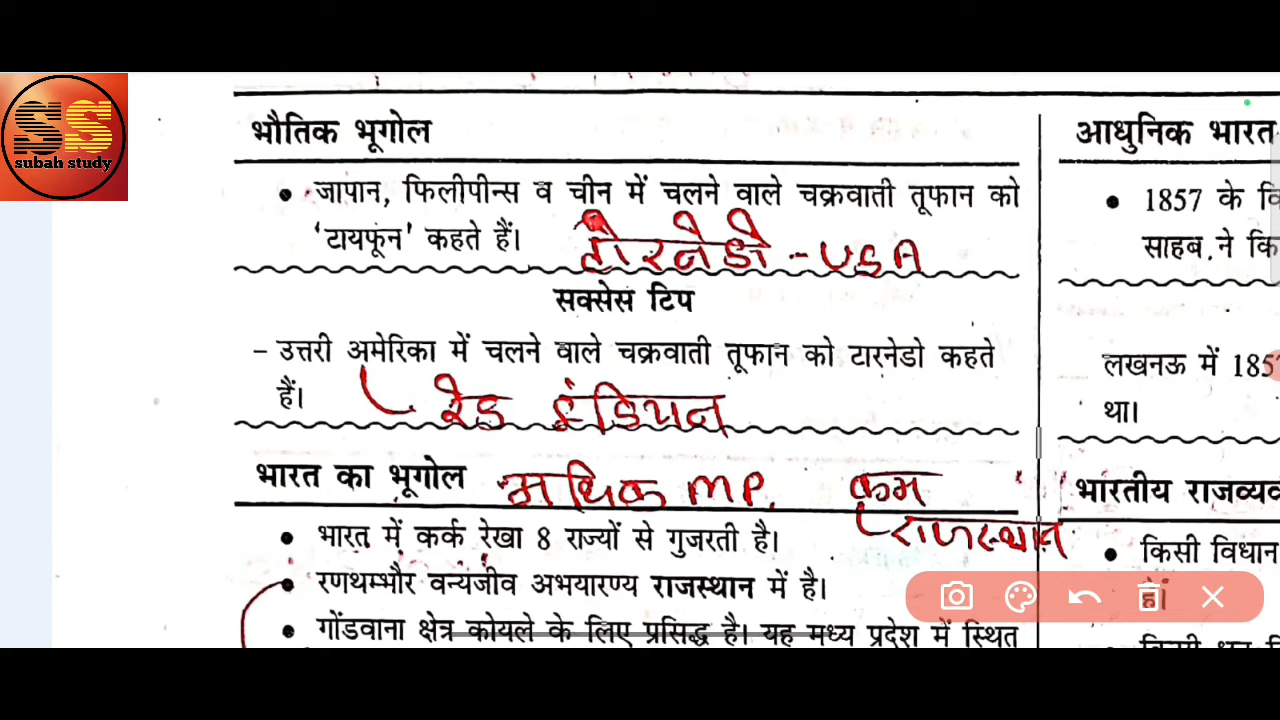 SS
subah study
भौतिक भूगोल
• जापान, फिलीपीन्स व चीन में चलने वाले चक्रवाती तूफान को
'टायफून' कहते हैं।
टौरनेडो - USA
सक्सेस टिप
– उत्तरी अमेरिका में चलने वाले चक्रवाती तूफान को टारनेडो कहते
हैं।
रेड इंडियन
भारत का भूगोल
अधिक MP. कम
राजस्थान
• भारत में कर्क रेखा 8 राज्यों से गुजरती है।
• रणथम्भौर वन्यजीव अभयारण्य राजस्थान में है।
• गोंडवाना क्षेत्र कोयले के लिए प्रसिद्ध है। यह मध्य प्रदेश में स्थित
आधुनिक भारत
• 1857 के
साहब ने
लखनऊ में 185
था।
भारतीय
• किसी विधान
है।